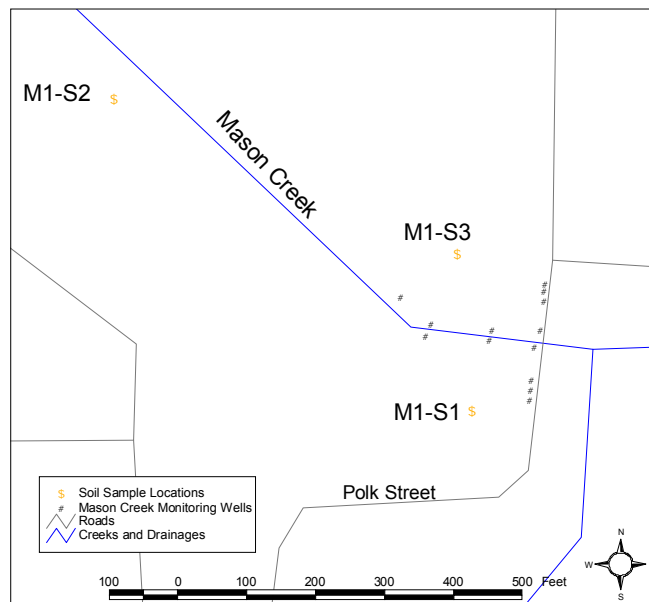 M1-S2
$
Mason Creek
M1-S3
$
#
#
#
#
#
#
#
#
#
#
#
#
#
#
M1-S1
$
$ Soil Sample Locations
# Mason Creek Monitoring Wells
Roads
Creeks and Drainages
Polk Street
N
W
S
100 0 100 200 300 400 500 Feet